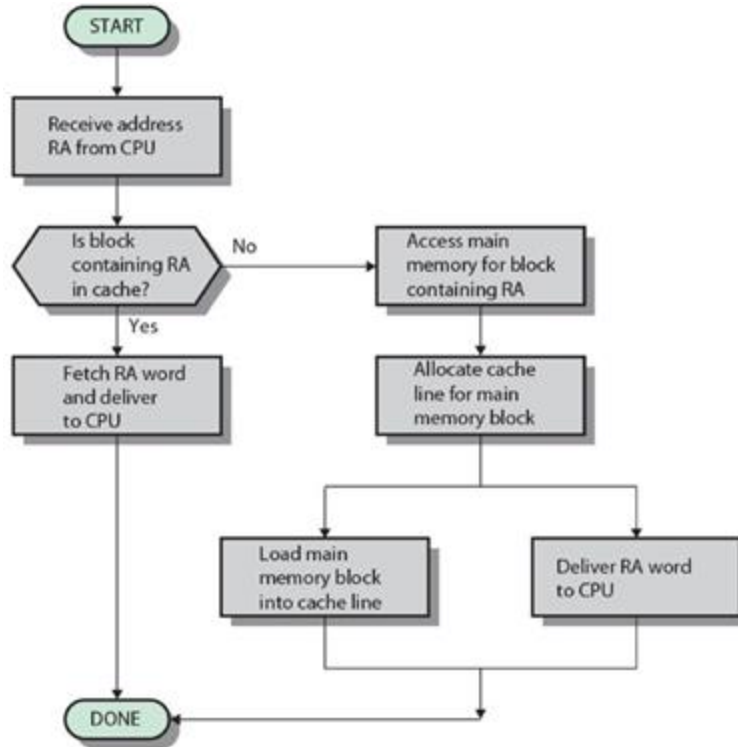 START
Receive address
RA from CPU
Is block
containing RA
in cache?
No
Access main
memory for block
containing RA
Yes
Fetch RA word
and deliver
to CPU
Allocate cache
line for main
memory block
Load main
memory block
into cache line
Deliver RA word
to CPU
DONE